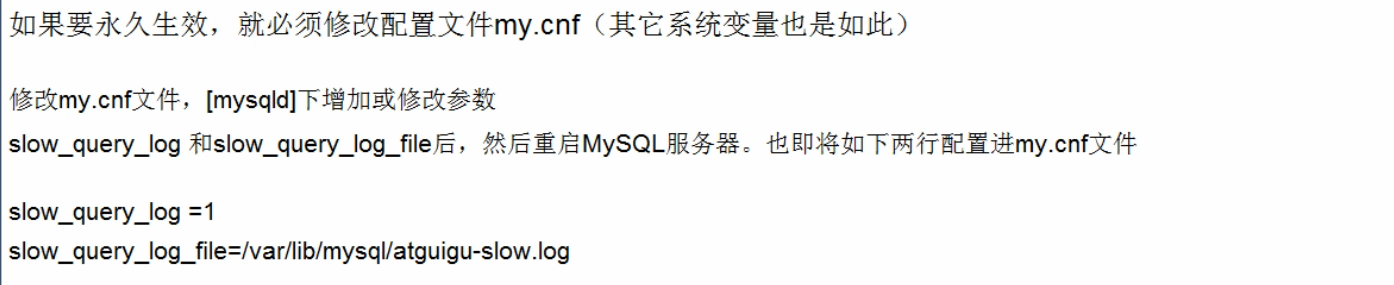 如果要永久生效，就必须修改配置文件my.cnf（其它系统变量也是如此）
修改my.cnf文件，[mysqld]下增加或修改参数
slow_query_log 和slow_query_log_file后，然后重启MySQL服务器。也即将如下两行配置进my.cnf文件
slow_query_log =1
slow_query_log_file=/var/lib/mysql/atguigu-slow.log